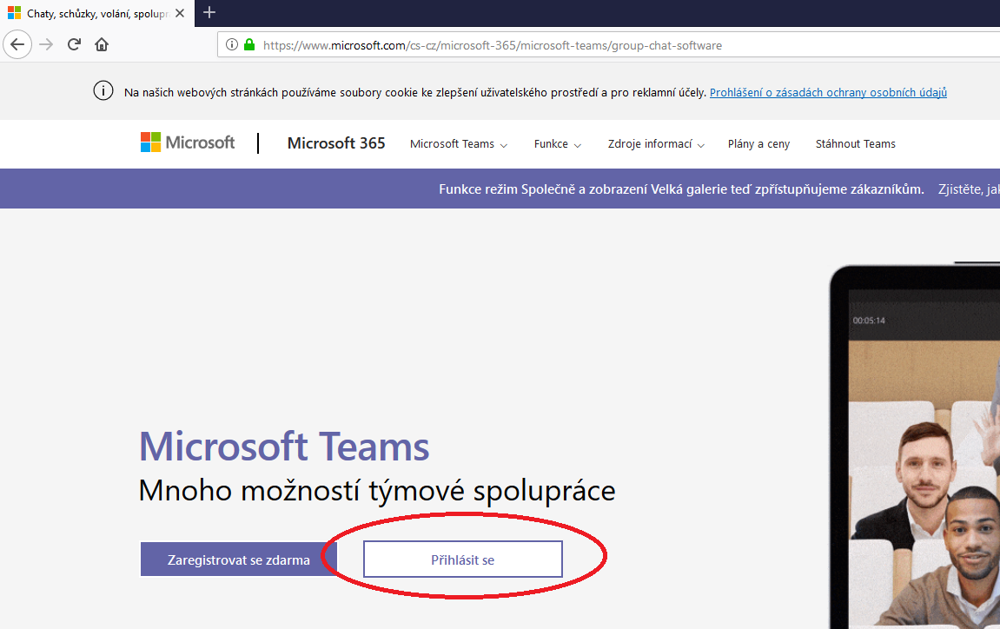 Chaty, schůzky, volání, spolupr
https://www.microsoft.com/cs-cz/microsoft-365/microsoft-teams/group-chat-software
Na našich webových stránkách používáme soubory cookie ke zlepšení uživatelského prostředí a pro reklamní účely. Prohlášení o zásadách ochrany osobních údajů
Microsoft Microsoft 365 Microsoft Teams Funkce Zdroje informací Plány a ceny Stáhnout Teams
Funkce režim Společně a zobrazení Velká galerie teď zpřístupňujeme zákazníkům. Zjistěte, jak
00:05:14
Microsoft Teams
Mnoho možností týmové spolupráce
Zaregistrovat se zdarma Přihlásit se